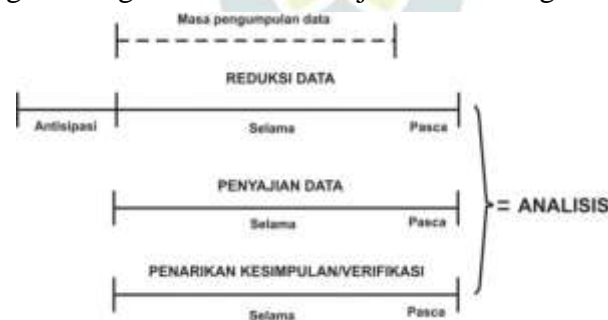 Masa pengumpulan data
REDUKSI DATA
Antisipasi Selama Pasca
PENYAJIAN DATA
Selama Pasca
= ANALISIS
PENARIKAN KESIMPULAN/VERIFIKASI
Selama Pasca